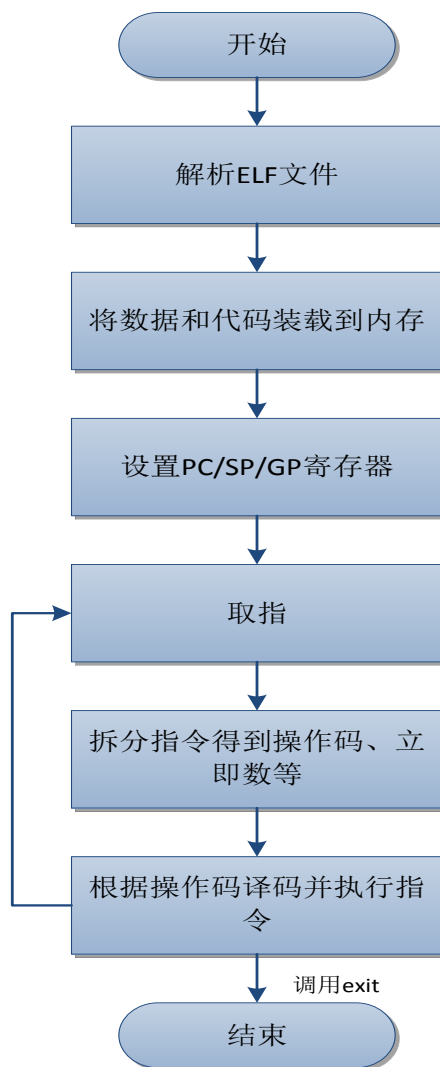 开始
解析ELF文件
将数据和代码装载到内存
设置PC/SP/GP寄存器
取指
拆分指令得到操作码、立
即数等
根据操作码译码并执行指
令
调用exit
结束